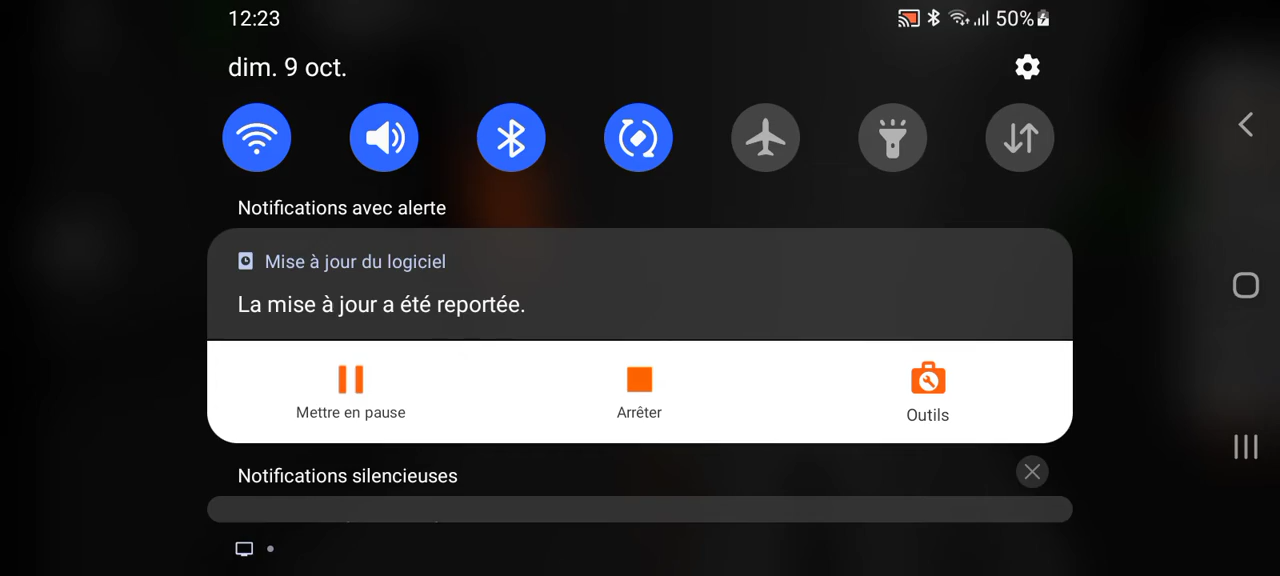 12:23
50%
dim. 9 oct.
Notifications avec alerte
Mise à jour du logiciel
La mise à jour a été reportée.
Mettre en pause
Arrêter
Outils
Notifications silencieuses